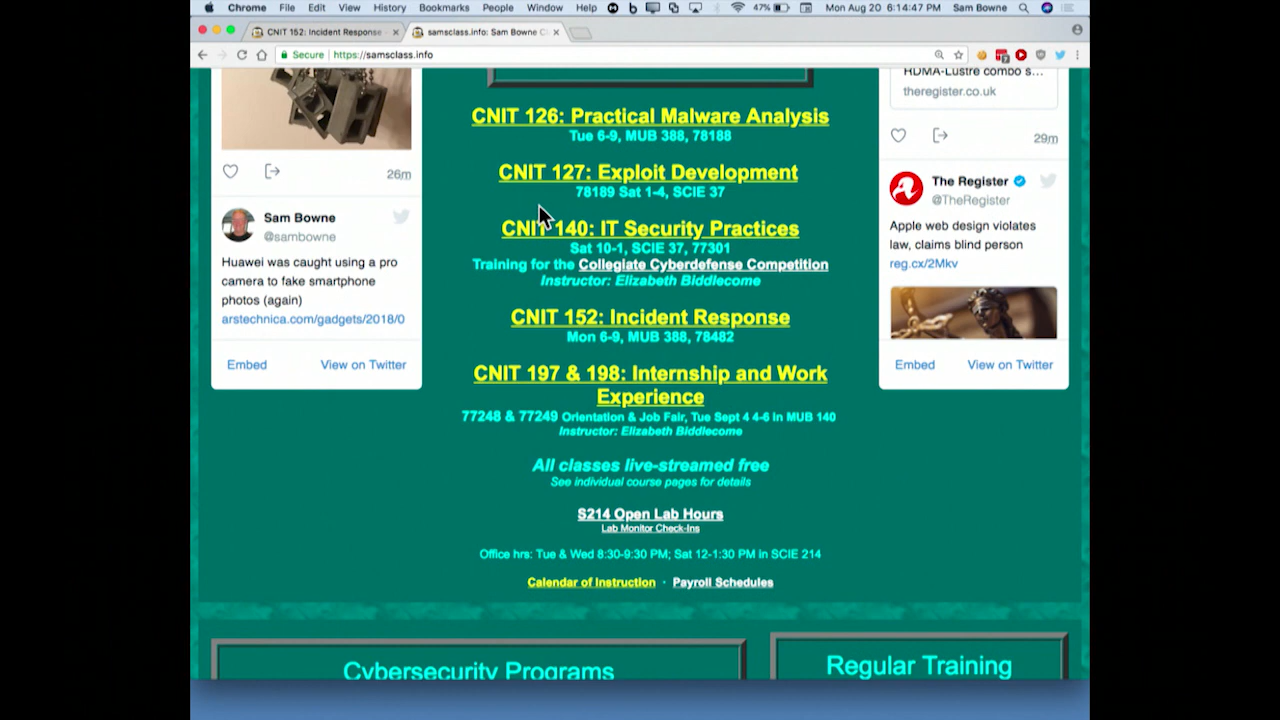 Chrome File Edit View History Bookmarks People Window Help 47% Mon Aug 20 6:14:47 PM Sam Bowne
CNIT 152: Incident Response
samsclass.info: Sam Bowne
Secure https://samsclass.info
26m
Sam Bowne
@sambowne
Huawei was caught using a pro
camera to fake smartphone
photos (again)
arstechnica.com/gadgets/2018/0
Embed View on Twitter
CNIT 126: Practical Malware Analysis
Tue 6-9, MUB 388, 78188
CNIT 127: Exploit Development
78189 Sat 1-4, SCIE 37
CNIT 140: IT Security Practices
Sat 10-1, SCIE 37, 77301
Training for the Collegiate Cyberdefense Competition
Instructor: Elizabeth Biddlecome
CNIT 152: Incident Response
Mon 6-9, MUB 388, 78482
CNIT 197 & 198: Internship and Work
Experience
77248 & 77249 Orientation & Job Fair, Tue Sept 4 4-6 in MUB 140
Instructor: Elizabeth Biddlecome
All classes live-streamed free
See individual course pages for details
S214 Open Lab Hours
Lab Monitor Check-Ins
Office hrs: Tue & Wed 8:30-9:30 PM; Sat 12-1:30 PM in SCIE 214
Calendar of Instruction · Payroll Schedules
HDMA-Lustre combo s...
theregister.co.uk
29m
The Register
@TheRegister
Apple web design violates
law, claims blind person
reg.cx/2Mkv
Embed View on Twitter
Cybersecurity Programs
Regular Training